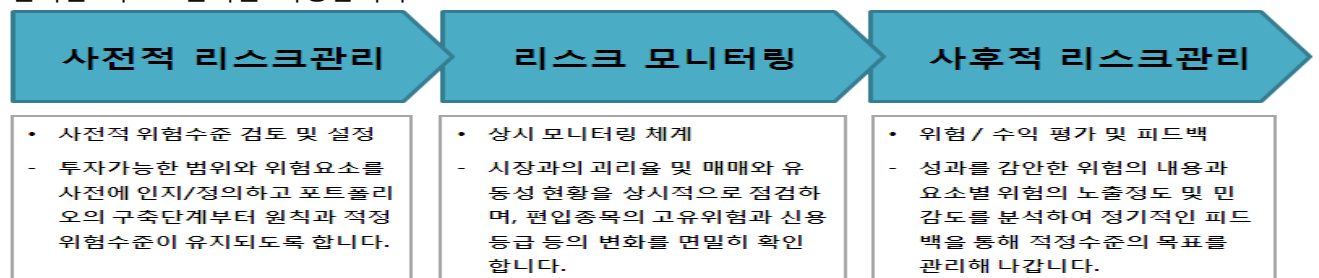 사전적 리스크관리
리스크 모니터링
사후적 리스크관리
• 사전적 위험수준 검토 및 설정
- 투자가능한 범위와 위험요소를
사전에 인지/정의하고 포트폴리
오의 구축단계부터 원칙과 적정
위험수준이 유지되도록 합니다.
• 상시 모니터링 체계
- 시장과의 괴리율 및 매매와 유
동성 현황을 상시적으로 점검하
며, 편입종목의 고유위험과 신용
등급 등의 변화를 면밀히 확인
합니다.
• 위험 / 수익 평가 및 피드백
- 성과를 감안한 위험의 내용과
요소별 위험의 노출정도 및 민
감도를 분석하여 정기적인 피드
백을 통해 적정수준의 목표를
관리해 나갑니다.